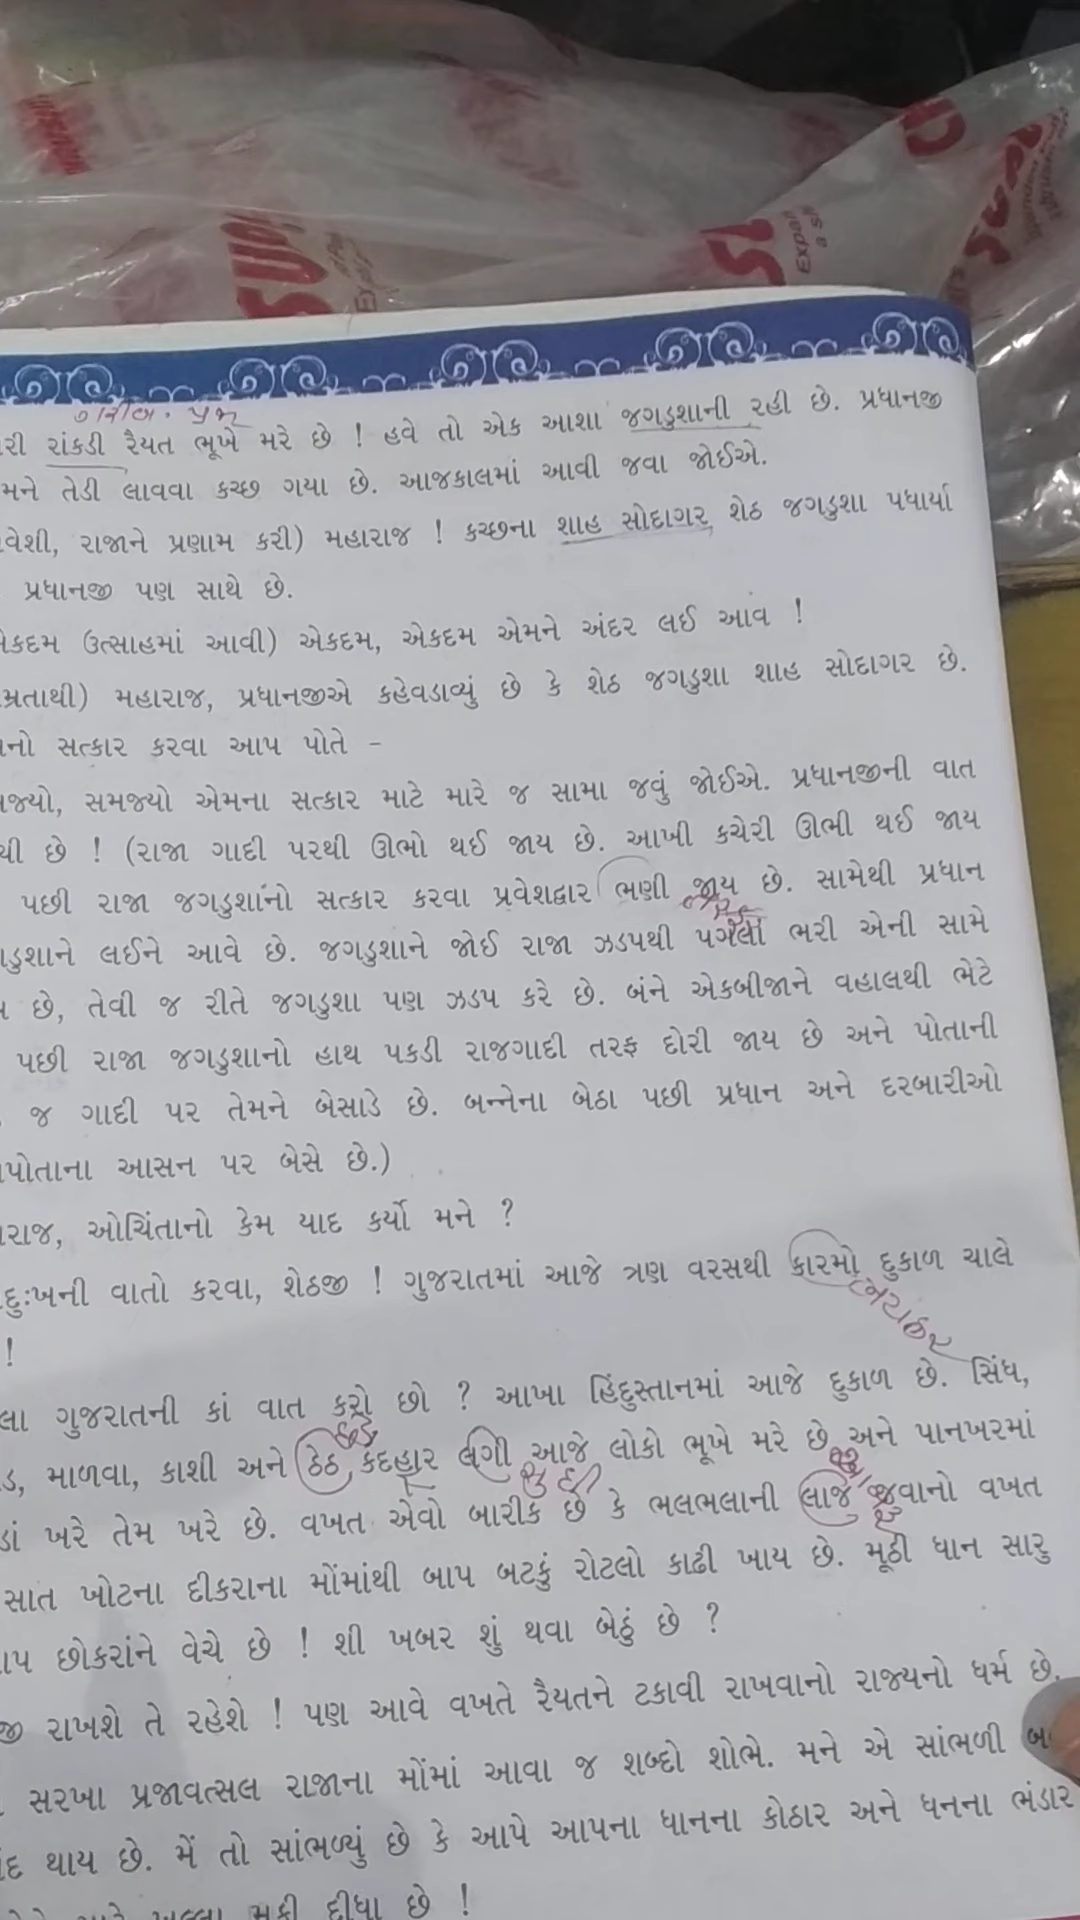 ગરીબ પ્રજા
રી રાંકડી રૈયત ભૂખે મરે છે ! હવે તો એક આશા જગડુશાની રહી છે. પ્રધાનજી
મને તેડી લાવવા કચ્છ ગયા છે. આજકાલમાં આવી જવા જોઈએ.
વેશી, રાજાને પ્રણામ કરી) મહારાજ ! કચ્છના શાહ સોદાગર શેઠ જગડુશા પધાર્યા
પ્રધાનજી પણ સાથે છે.
કદમ ઉત્સાહમાં આવી) એકદમ, એકદમ એમને અંદર લઈ આવ !
મ્રતાથી) મહારાજ, પ્રધાનજીએ કહેવડાવ્યું છે કે શેઠ જગડુશા શાહ સોદાગર છે.
નો સત્કાર કરવા આપ પોતે –
જ્યો, સમજ્યો એમના સત્કાર માટે મારે જ સામા જવું જોઈએ. પ્રધાનજીની વાત
ચી છે ! (રાજા ગાદી પરથી ઊભો થઈ જાય છે. આખી કચેરી ઊભી થઈ જાય
પછી રાજા જગડુશાંનો સત્કાર કરવા પ્રવેશદ્વાર ભણી જાય છે. સામેથી પ્રધાન
તરફ
ડુશાને લઈને આવે છે. જગડુશાને જોઈ રાજા ઝડપથી પગલાં ભરી એની સામે
છે, તેવી જ રીતે જગડુશા પણ ઝડપ કરે છે. બંને એકબીજાને વહાલથી ભેટે
પછી રાજા જગડુશાનો હાથ પકડી રાજગાદી તરફ દોરી જાય છે અને પોતાની
જ ગાદી પર તેમને બેસાડે છે. બન્નેના બેઠા પછી પ્રધાન અને દરબારીઓ
પોતાના આસન પર બેસે છે.)
રાજ, ઓચિંતાનો કેમ યાદ કર્યો મને ?
દુઃખની વાતો કરવા, શેઠજી ! ગુજરાતમાં આજે ત્રણ વરસથી કારમો દુકાળ ચાલે
ભયંકર
!
લા ગુજરાતની કાં વાત કરો છો ? આખા હિંદુસ્તાનમાં આજે દુકાળ છે. સિંધ,
છેડે
ડ, માળવા, કાશી અને ઠેઠ કંદહાર લગી આજે લોકો ભૂખે મરે છે અને પાનખરમાં
સુધી
ડાં ખરે તેમ ખરે છે. વખત એવો બારીક છે કે ભલભલાની લાજ જવાનો વખત
સાત ખોટના દીકરાના મોંમાંથી બાપ બટકું રોટલો કાઢી ખાય છે. મૂઠી ધાન સારુ
પ છોકરાંને વેચે છે ! શી ખબર શું થવા બેઠું છે ?
જી રાખશે તે રહેશે ! પણ આવે વખતે રૈયતને ટકાવી રાખવાનો રાજ્યનો ધર્મ છે.
સરખા પ્રજાવત્સલ રાજાના મોંમાં આવા જ શબ્દો શોભે. મને એ સાંભળી બ
દ થાય છે. મેં તો સાંભળ્યું છે કે આપે આપના ધાનના કોઠાર અને ધનના ભંડાર
દીધા છે !